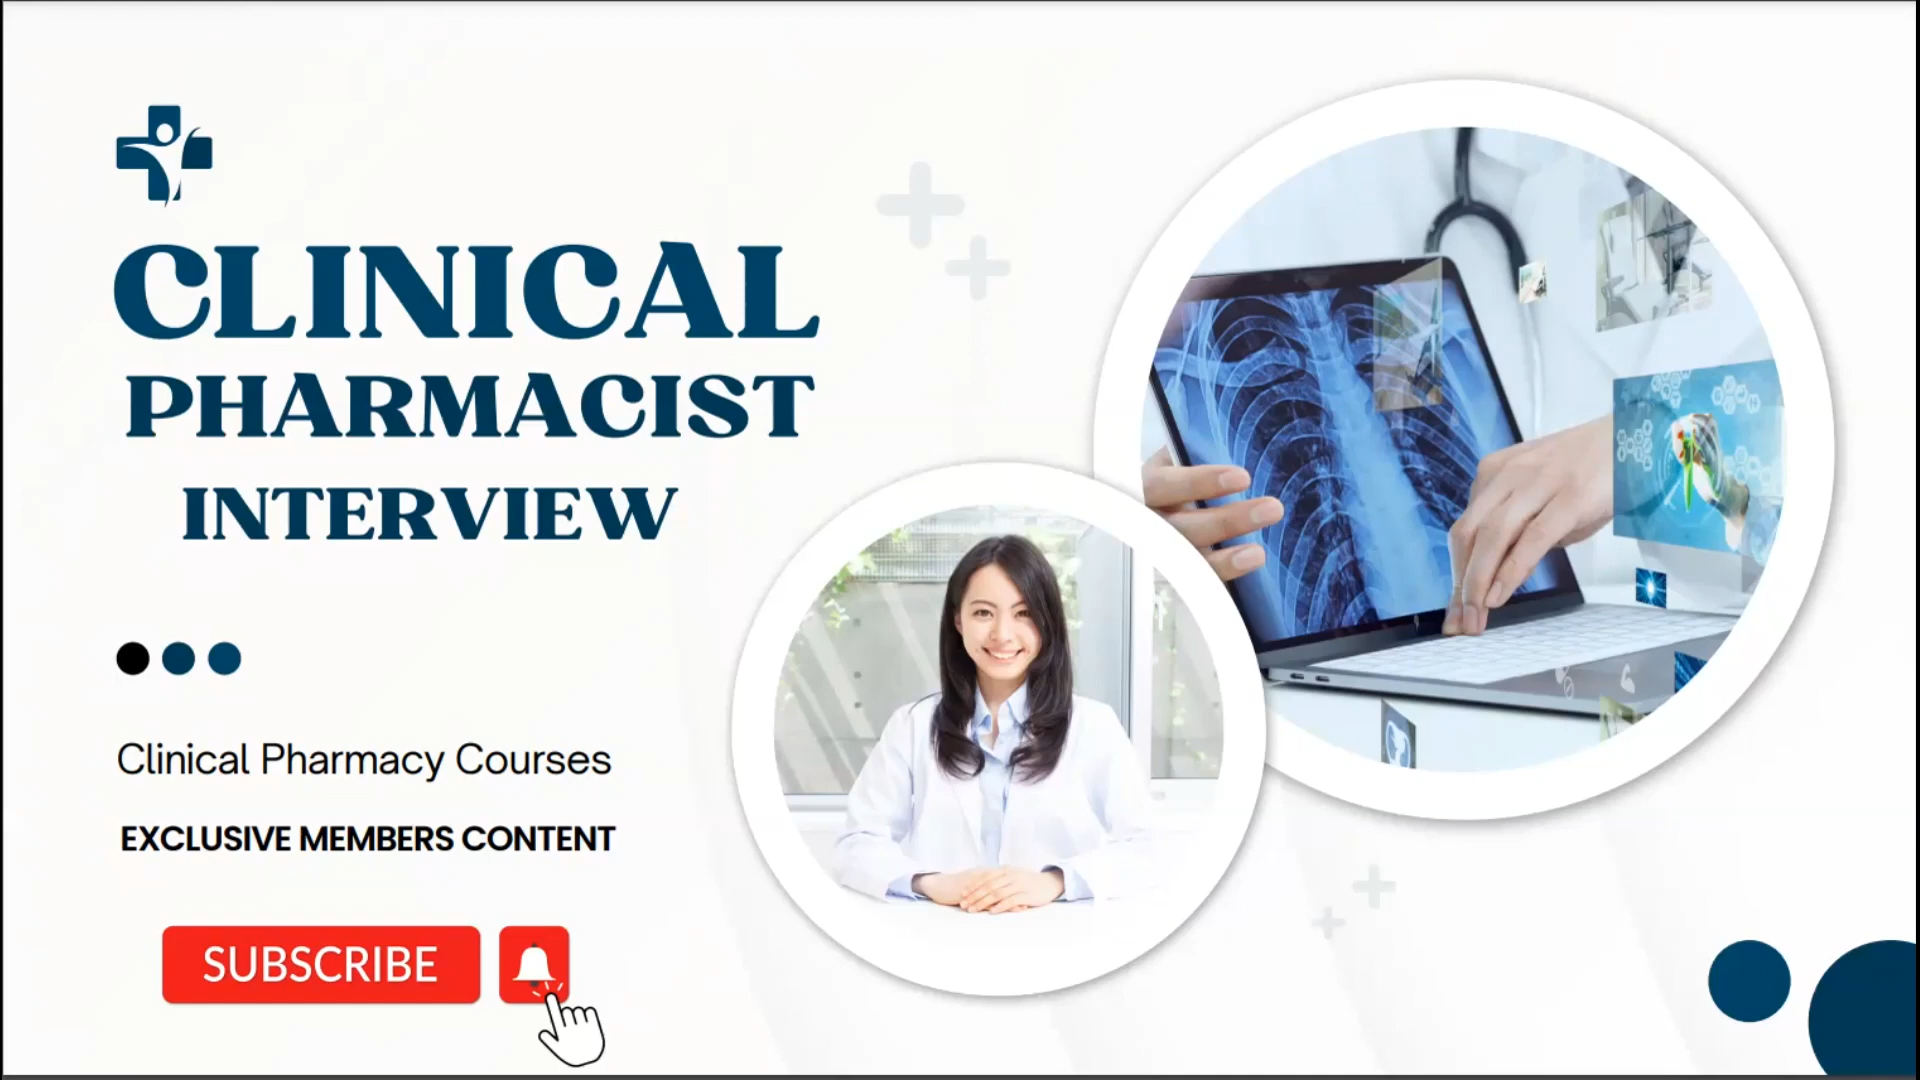 CLINICAL
PHARMACIST
INTERVIEW
Clinical Pharmacy Courses
EXCLUSIVE MEMBERS CONTENT
SUBSCRIBE